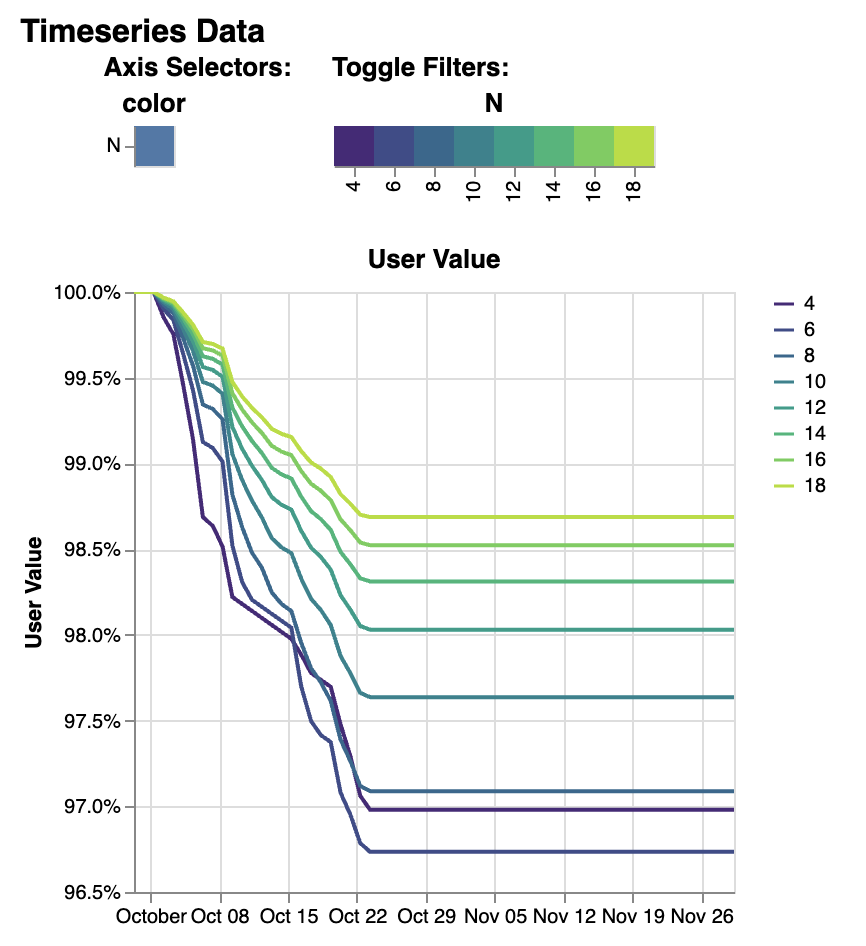 Timeseries Data
Axis Selectors: Toggle Filters:
color N
N
4 6 8 10 12 14 16 18
User Value
100.0%
99.5%
99.0%
98.5%
98.0%
97.5%
97.0%
96.5%
User Value
4
6
8
10
12
14
16
18
October Oct 08 Oct 15 Oct 22 Oct 29 Nov 05 Nov 12 Nov 19 Nov 26